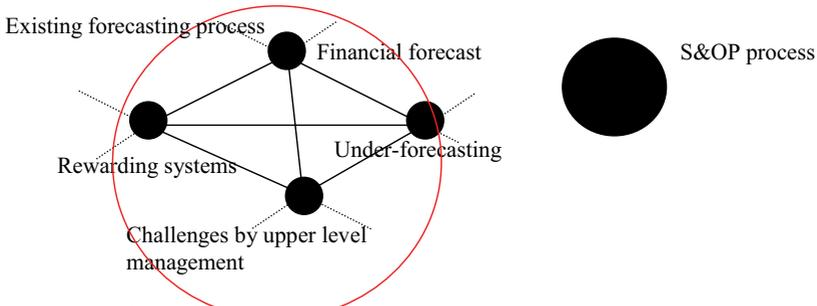 Existing forecasting process
Financial forecast
S&OP process
Under-forecasting
Rewarding systems
Challenges by upper level
management